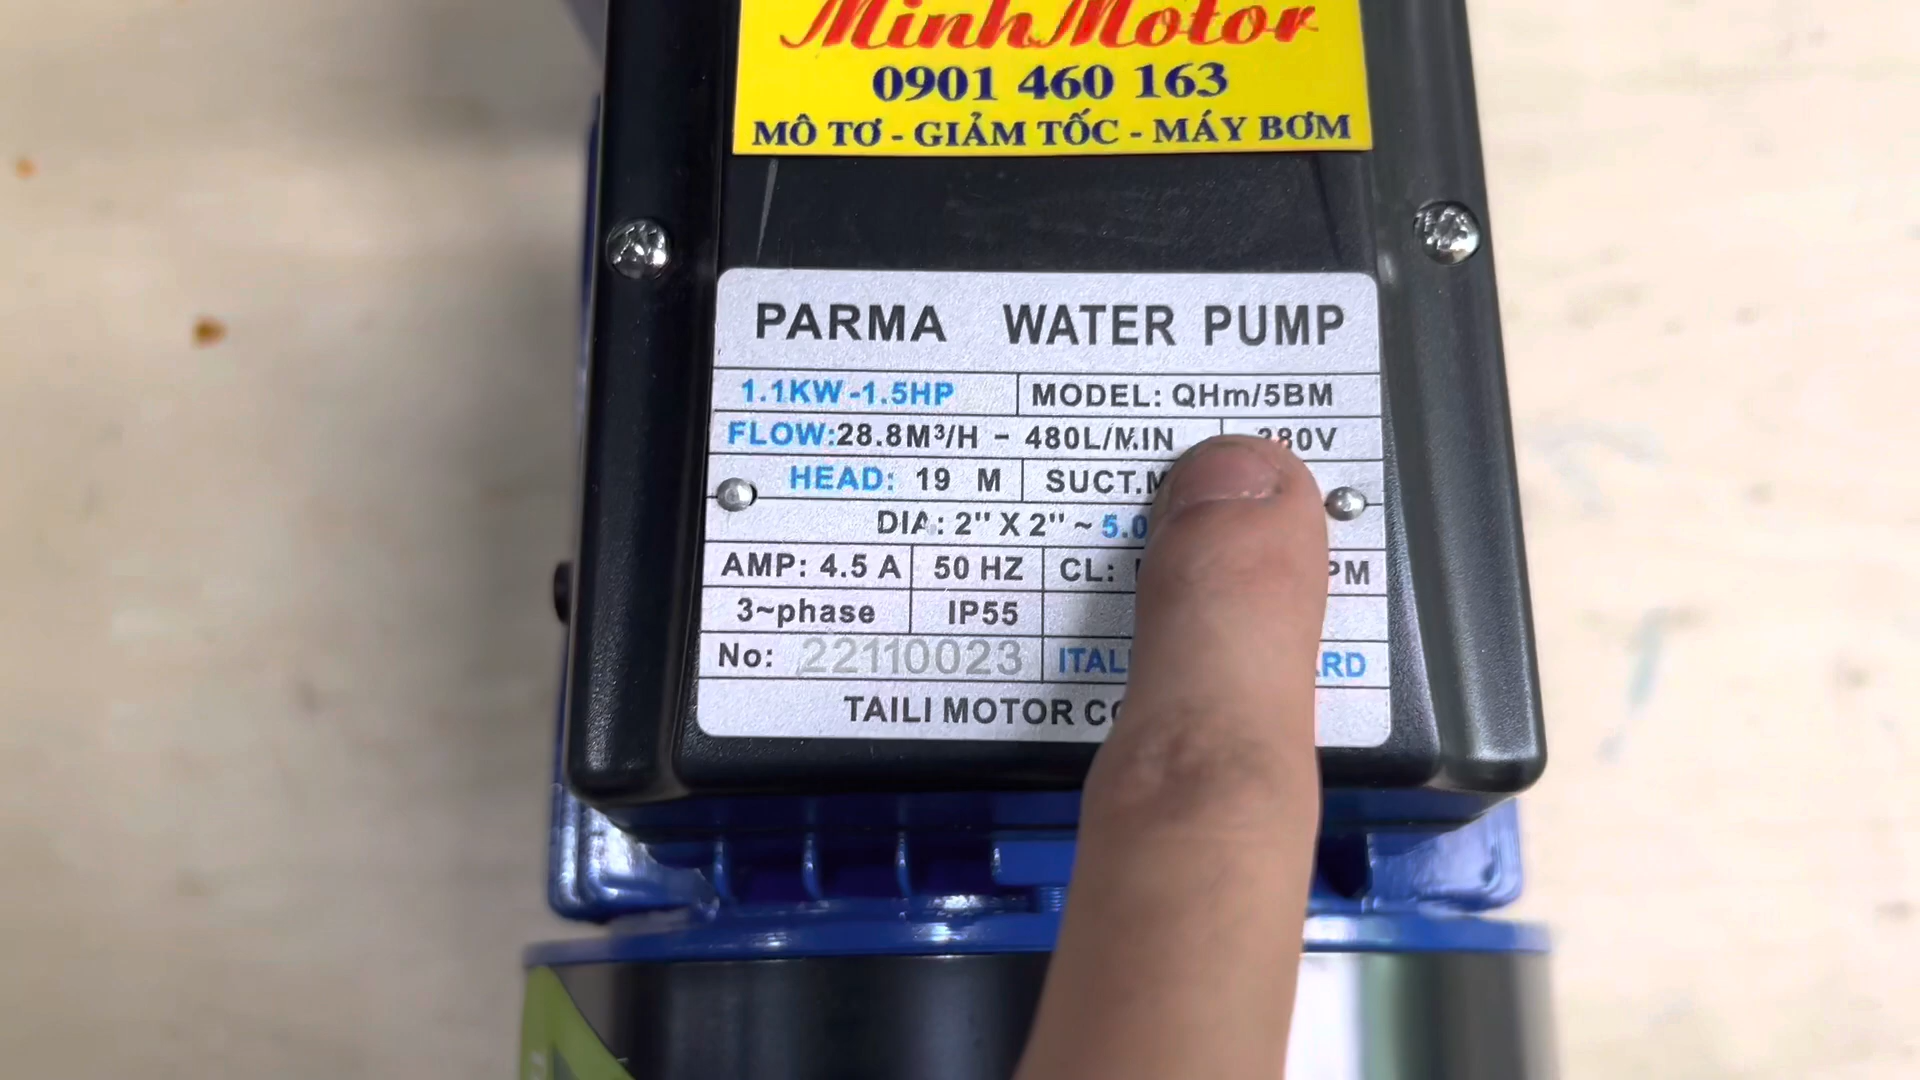 MinhMotor
0901 460 163
MÔ TƠ - GIẢM TỐC - MÁY BƠM
PARMA WATER PUMP
1.1KW-1.5HP MODEL: QHm/5BM
FLOW:28.8M³/H - 480L/MIN 380V
HEAD: 19 M
DIA: 2" X 2" ~
AMP: 4.5 A 50 HZ CL:
3~phase IP55
No: 22110023
TAILI MOTOR